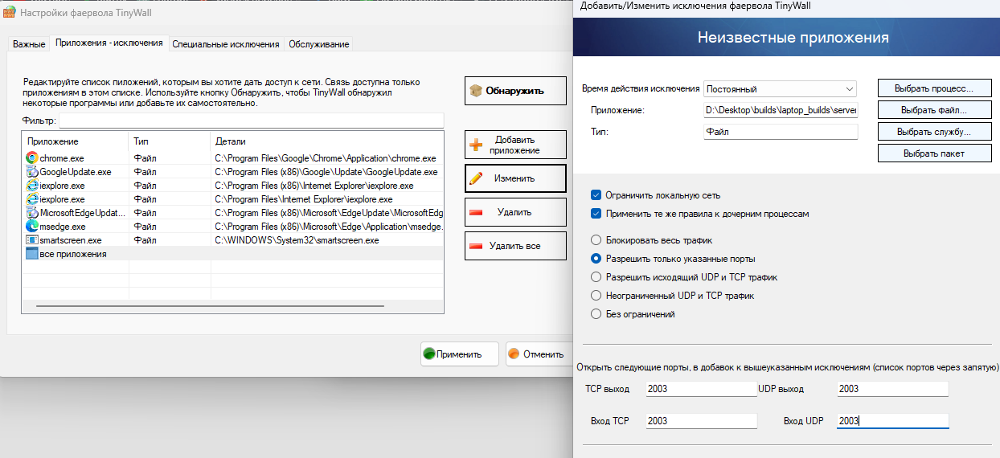 Настройки фаервола TinyWall
Важные
Приложения - исключения
Специальные исключения
Обслуживание
Редактируйте список пиложений, которым вы хотите дать доступ к сети. Связь доступна только
приложениям в этом списке. Используйте кнопку Обнаружить, чтобы TinyWall обнаружил
некоторые программы или добавьте их самостоятельно.
Фильтр:
Приложение Тип Детали
chrome.exe Файл C:\Program Files\Google\Chrome\Application\chrome.exe
GoogleUpdate.exe Файл C:\Program Files (x86)\Google\Update\GoogleUpdate.exe
iexplore.exe Файл C:\Program Files (x86)\Internet Explorer\iexplore.exe
iexplore.exe Файл C:\Program Files\Internet Explorer\iexplore.exe
MicrosoftEdgeUpdat... Файл C:\Program Files (x86)\Microsoft\EdgeUpdate\MicrosoftEdg
msedge.exe Файл C:\Program Files (x86)\Microsoft\Edge\Application\msedge.
smartscreen.exe Файл C:\WINDOWS\System32\smartscreen.exe
все приложения
Обнаружить
Добавить
приложение
Изменить
Удалить
Удалить все
Применить
Отменить
Добавить/Изменить исключения фаервола TinyWall
Неизвестные приложения
Время действия исключения Постоянный
Приложение: D:\Desktop\builds\laptop_builds\server
Тип: Файл
Выбрать процесс...
Выбрать файл...
Выбрать службу...
Выбрать пакет
Ограничить локальную сеть
Применить те же правила к дочерним процессам
Блокировать весь трафик
Разрешить только указанные порты
Разрешить исходящий UDP и TCP трафик
Неограниченный UDP и TCP трафик
Без ограничений
Открыть следующие порты, в добавок к вышеуказанным исключениям (список портов через запятую)
TCP выход 2003 UDP выход 2003
Вход TCP 2003 Вход UDP 2003